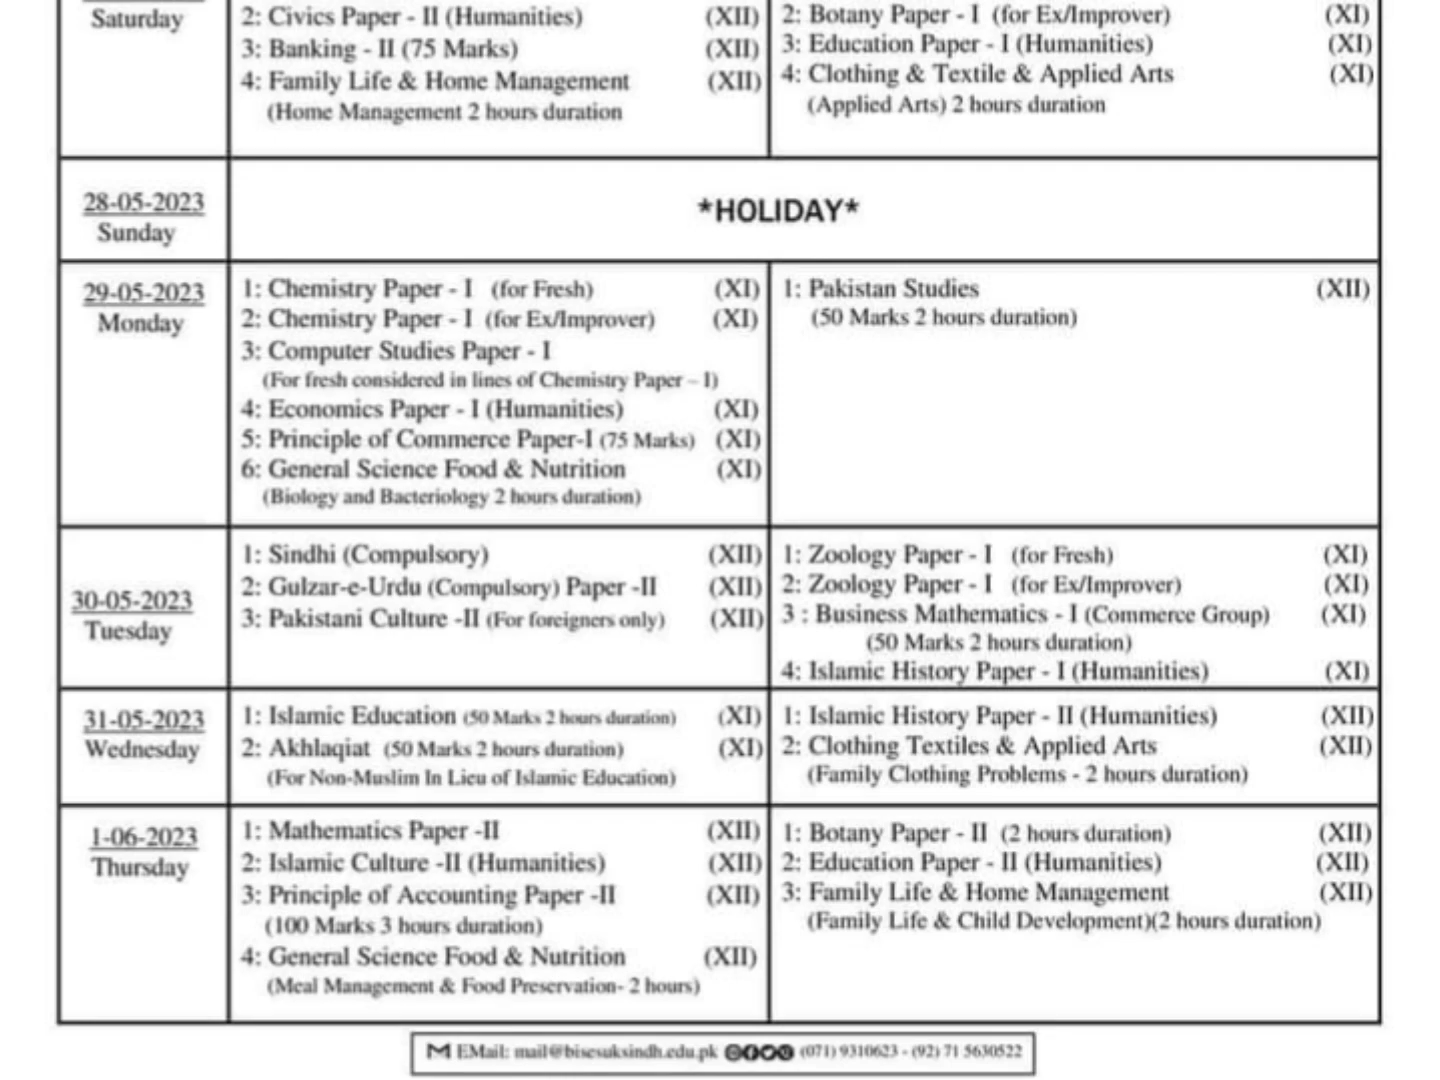 Saturday
2: Civics Paper - II (Humanities) (XII)
3: Banking - II (75 Marks) (XII)
4: Family Life & Home Management (XII)
(Home Management 2 hours duration
2: Botany Paper - I (for Ex/Improver) (XI)
3: Education Paper - I (Humanities) (XI)
4: Clothing & Textile & Applied Arts (XI)
(Applied Arts) 2 hours duration
28-05-2023
Sunday
*HOLIDAY*
29-05-2023
Monday
1: Chemistry Paper - I (for Fresh) (XI)
2: Chemistry Paper - I (for Ex/Improver) (XI)
3: Computer Studies Paper - I
(For fresh considered in lines of Chemistry Paper – I)
4: Economics Paper - I (Humanities) (XI)
5: Principle of Commerce Paper-I (75 Marks) (XI)
6: General Science Food & Nutrition (XI)
(Biology and Bacteriology 2 hours duration)
1: Pakistan Studies (XII)
(50 Marks 2 hours duration)
30-05-2023
Tuesday
1: Sindhi (Compulsory) (XII)
2: Gulzar-e-Urdu (Compulsory) Paper -II (XII)
3: Pakistani Culture -II (For foreigners only) (XII)
1: Zoology Paper - I (for Fresh) (XI)
2: Zoology Paper - I (for Ex/Improver) (XI)
3 : Business Mathematics - I (Commerce Group) (XI)
(50 Marks 2 hours duration)
4: Islamic History Paper - I (Humanities) (XI)
31-05-2023
Wednesday
1: Islamic Education (50 Marks 2 hours duration) (XI)
2: Akhlaqiat (50 Marks 2 hours duration) (XI)
(For Non-Muslim In Lieu of Islamic Education)
1: Islamic History Paper - II (Humanities) (XII)
2: Clothing Textiles & Applied Arts (XII)
(Family Clothing Problems - 2 hours duration)
1-06-2023
Thursday
1: Mathematics Paper -II (XII)
2: Islamic Culture -II (Humanities) (XII)
3: Principle of Accounting Paper -II (XII)
(100 Marks 3 hours duration)
4: General Science Food & Nutrition (XII)
(Meal Management & Food Preservation- 2 hours)
1: Botany Paper - II (2 hours duration) (XII)
2: Education Paper - II (Humanities) (XII)
3: Family Life & Home Management (XII)
(Family Life & Child Development)(2 hours duration)
EMail: mail@bisesuksindh.edu.pk (071) 9310623 - (92) 71 5630522